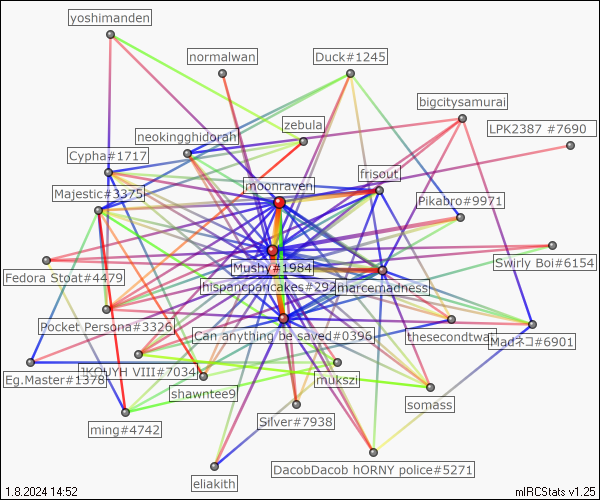 yoshimanden
normalwan
Duck#1245
bigcitysamurai
zebula
LPK2387 #7690
neokingghidorah
Cypha#1717
frisout
moonraven
Majestic#3375
Pikabro#9971
Swirly Boi#6154
Mushy#1984
Fedora Stoat#4479
hispancpancakes#292
marcemadness
Pocket Persona#3326
Can anything be saved#0396
thesecondtwan
Madネコ#6901
VIII#7034
Eg.Master#1378
mukszi
shawntee9
somass
Silver#7938
ming#4742
DacobDacob hORNY police#5271
eliakith
1.8.2024 14:52
mIRCStats v1.25